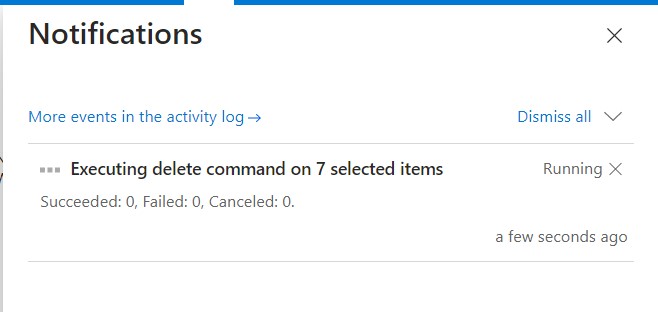 Notifications
More events in the activity log →
Dismiss all
Executing delete command on 7 selected items
Running
Succeeded: 0, Failed: 0, Canceled: 0.
a few seconds ago